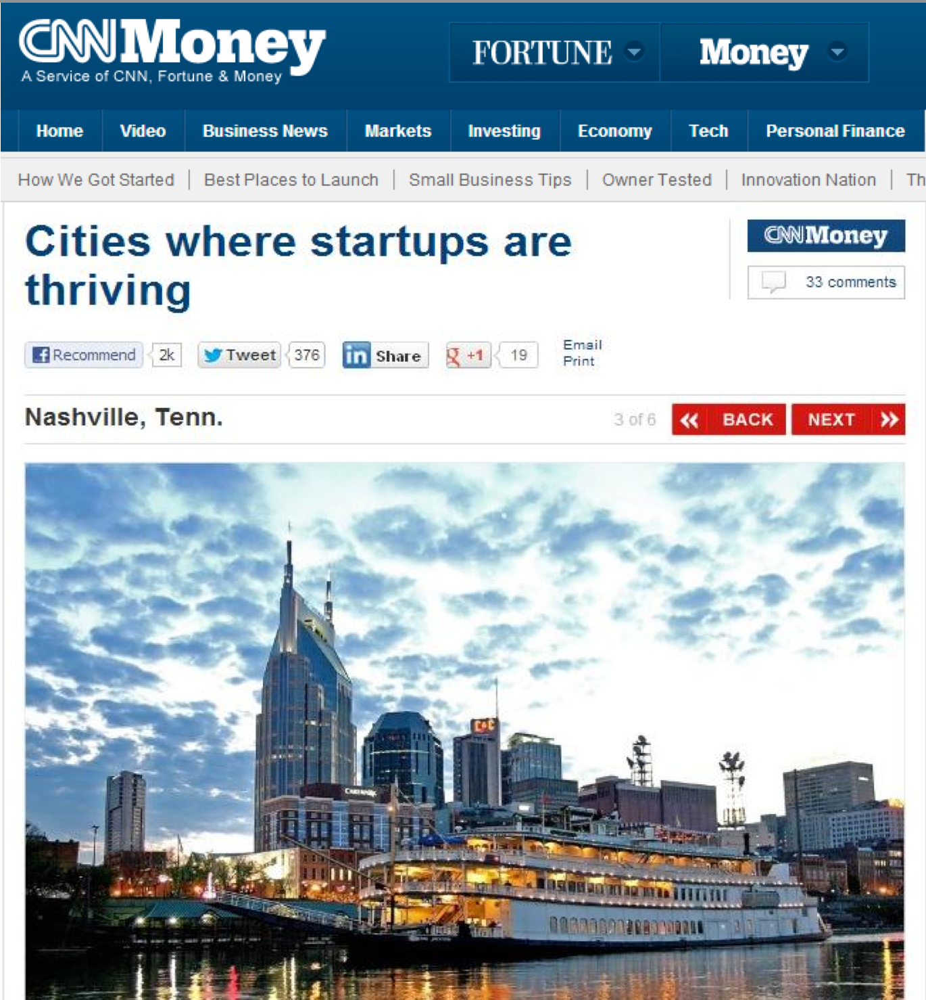 CNNMoney
A Service of CNN, Fortune & Money
FORTUNE
Money
Home
Video
Business News
Markets
Investing
Economy
Tech
Personal Finance
How We Got Started | Best Places to Launch | Small Business Tips | Owner Tested | Innovation Nation | Th
Cities where startups are
thriving
CNNMoney
33 comments
Recommend
2k
Tweet
376
in Share
g +1
19
Email
Print
Nashville, Tenn.
3 of 6
BACK
NEXT